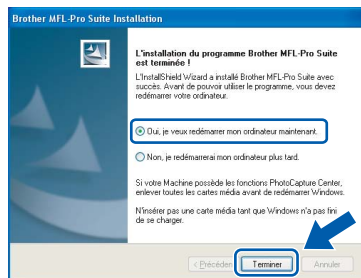 Brother MFL-Pro Suite Installation
L'installation du programme Brother MFL-Pro Suite
est terminée !
L'InstallShield Wizard a installé Brother MFL-Pro Suite avec
succès. Avant de pouvoir utiliser le programme, vous devez
redémarrer votre ordinateur.
Oui, je veux redémarrer mon ordinateur maintenant.
Non, je redémarrerai mon ordinateur plus tard.
Si votre Machine possède les fonctions PhotoCapture Center,
enlever toutes les cartes média avant de redémarrer Windows.
N'insérer pas une carte média tant que Windows n'a pas fini
de se charger.
< Précéden Terminer Annuler